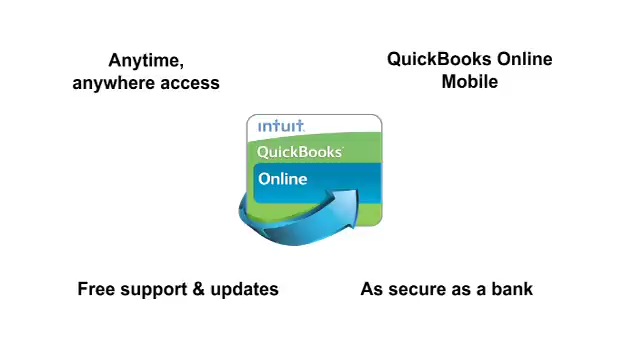 Anytime,
anywhere access
QuickBooks Online
Mobile
intuit.
QuickBooks
Online
Free support & updates
As secure as a bank